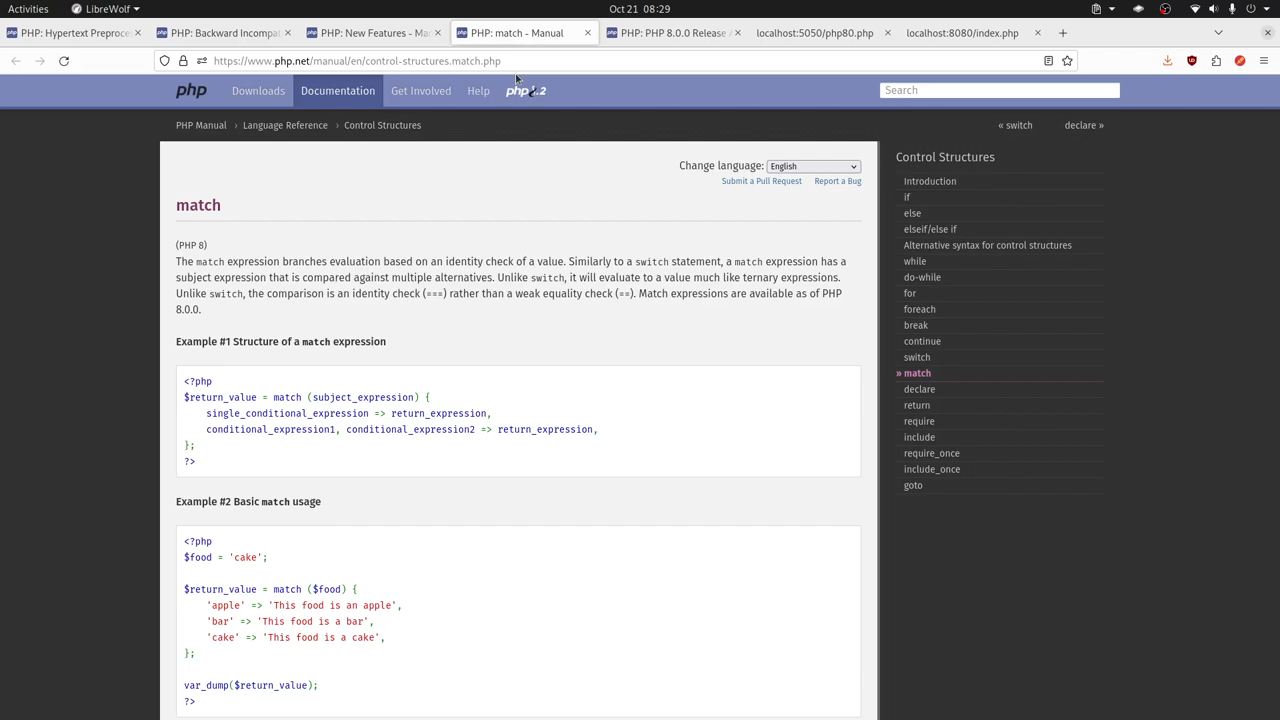 Activities
LibreWolf
Oct 21 08:29
PHP: Hypertext Preproce
PHP: Backward Incompat
PHP: New Features - Ma
PHP: match - Manual
PHP: PHP 8.0.0 Release A
localhost:5050/php80.php
localhost:8080/index.php
https://www.php.net/manual/en/control-structures.match.php
php
Downloads
Documentation
Get Involved
Help
Search
PHP Manual › Language Reference › Control Structures
« switch
declare »
Change language: English
Submit a Pull Request
Report a Bug
match
(PHP 8)
The match expression branches evaluation based on an identity check of a value. Similarly to a switch statement, a match expression has a
subject expression that is compared against multiple alternatives. Unlike switch, it will evaluate to a value much like ternary expressions.
Unlike switch, the comparison is an identity check (===) rather than a weak equality check (==). Match expressions are available as of PHP
8.0.0.
Example #1 Structure of a match expression
<?php
$return_value = match (subject_expression) {
single_conditional_expression => return_expression,
conditional_expression1, conditional_expression2 => return_expression,
};
?>
Example #2 Basic match usage
<?php
$food = 'cake';
$return_value = match ($food) {
'apple' => 'This food is an apple',
'bar' => 'This food is a bar',
'cake' => 'This food is a cake',
};
var_dump($return_value);
?>
Control Structures
Introduction
if
else
elseif/else if
Alternative syntax for control structures
while
do-while
for
foreach
break
continue
switch
» match
declare
return
require
include
require_once
include_once
goto